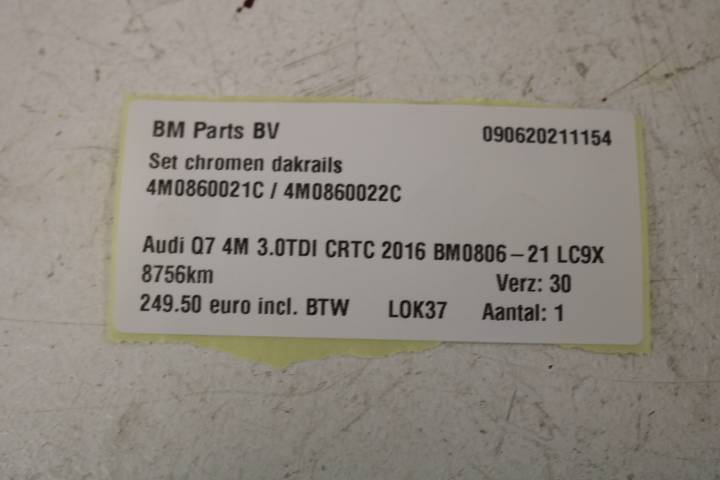 BM Parts BV 090620211154
Set chromen dakrails
4M0860021C / 4M0860022C
Audi Q7 4M 3.0TDI CRTC 2016 BM0806-21 LC9X
8756km Verz: 30
249.50 euro incl. BTW LOK37 Aantal: 1